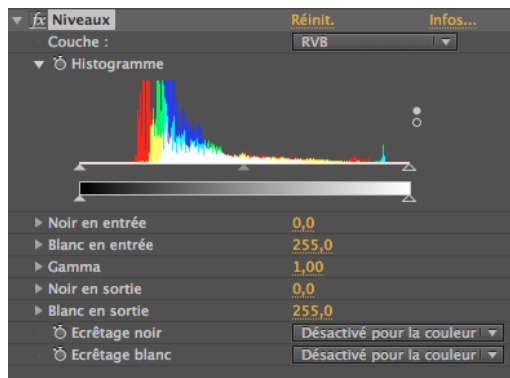 fx Niveaux Réinit. Infos...
Couche : RVB
Histogramme
Noir en entrée 0,0
Blanc en entrée 255,0
Gamma 1,00
Noir en sortie 0,0
Blanc en sortie 255,0
Ecrêtage noir Désactivé pour la couleur
Ecrêtage blanc Désactivé pour la couleur